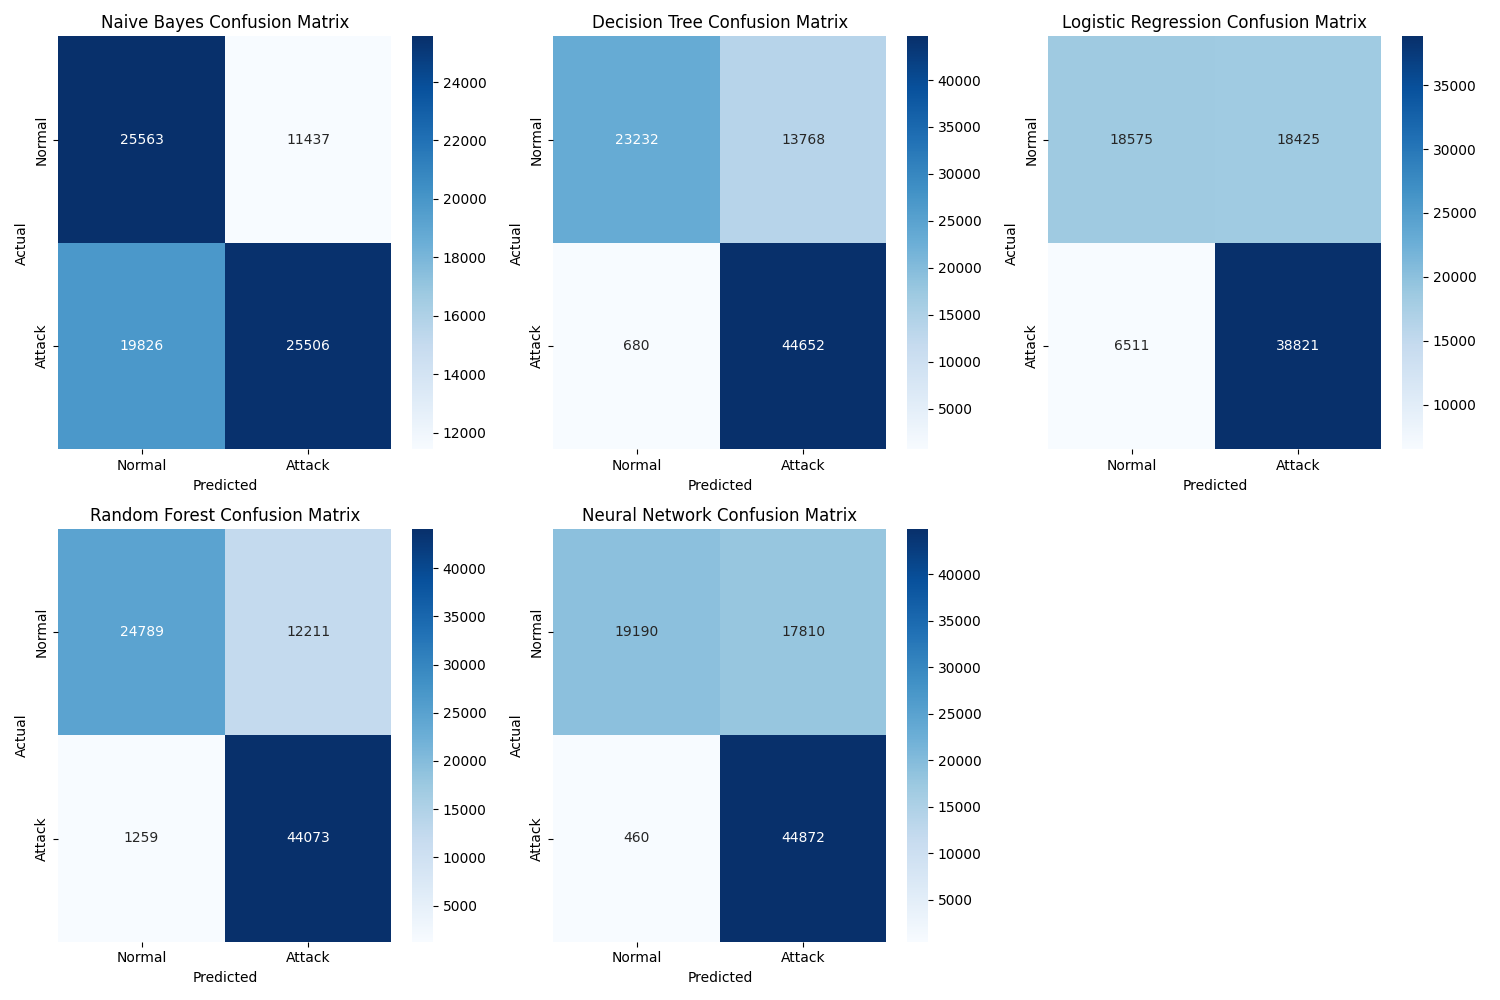 Naive Bayes Confusion Matrix
Normal
Attack
Actual
25563
11437
19826
25506
Normal
Attack
Predicted
24000
22000
20000
18000
16000
14000
12000
Decision Tree Confusion Matrix
Normal
Attack
Actual
23232
13768
680
44652
Normal
Attack
Predicted
40000
35000
30000
25000
20000
15000
10000
5000
Logistic Regression Confusion Matrix
Normal
Attack
Actual
18575
18425
6511
38821
Normal
Attack
Predicted
35000
30000
25000
20000
15000
10000
Random Forest Confusion Matrix
Normal
Attack
Actual
24789
12211
1259
44073
Normal
Attack
Predicted
40000
35000
30000
25000
20000
15000
10000
5000
Neural Network Confusion Matrix
Normal
Attack
Actual
19190
17810
460
44872
Normal
Attack
Predicted
40000
35000
30000
25000
20000
15000
10000
5000